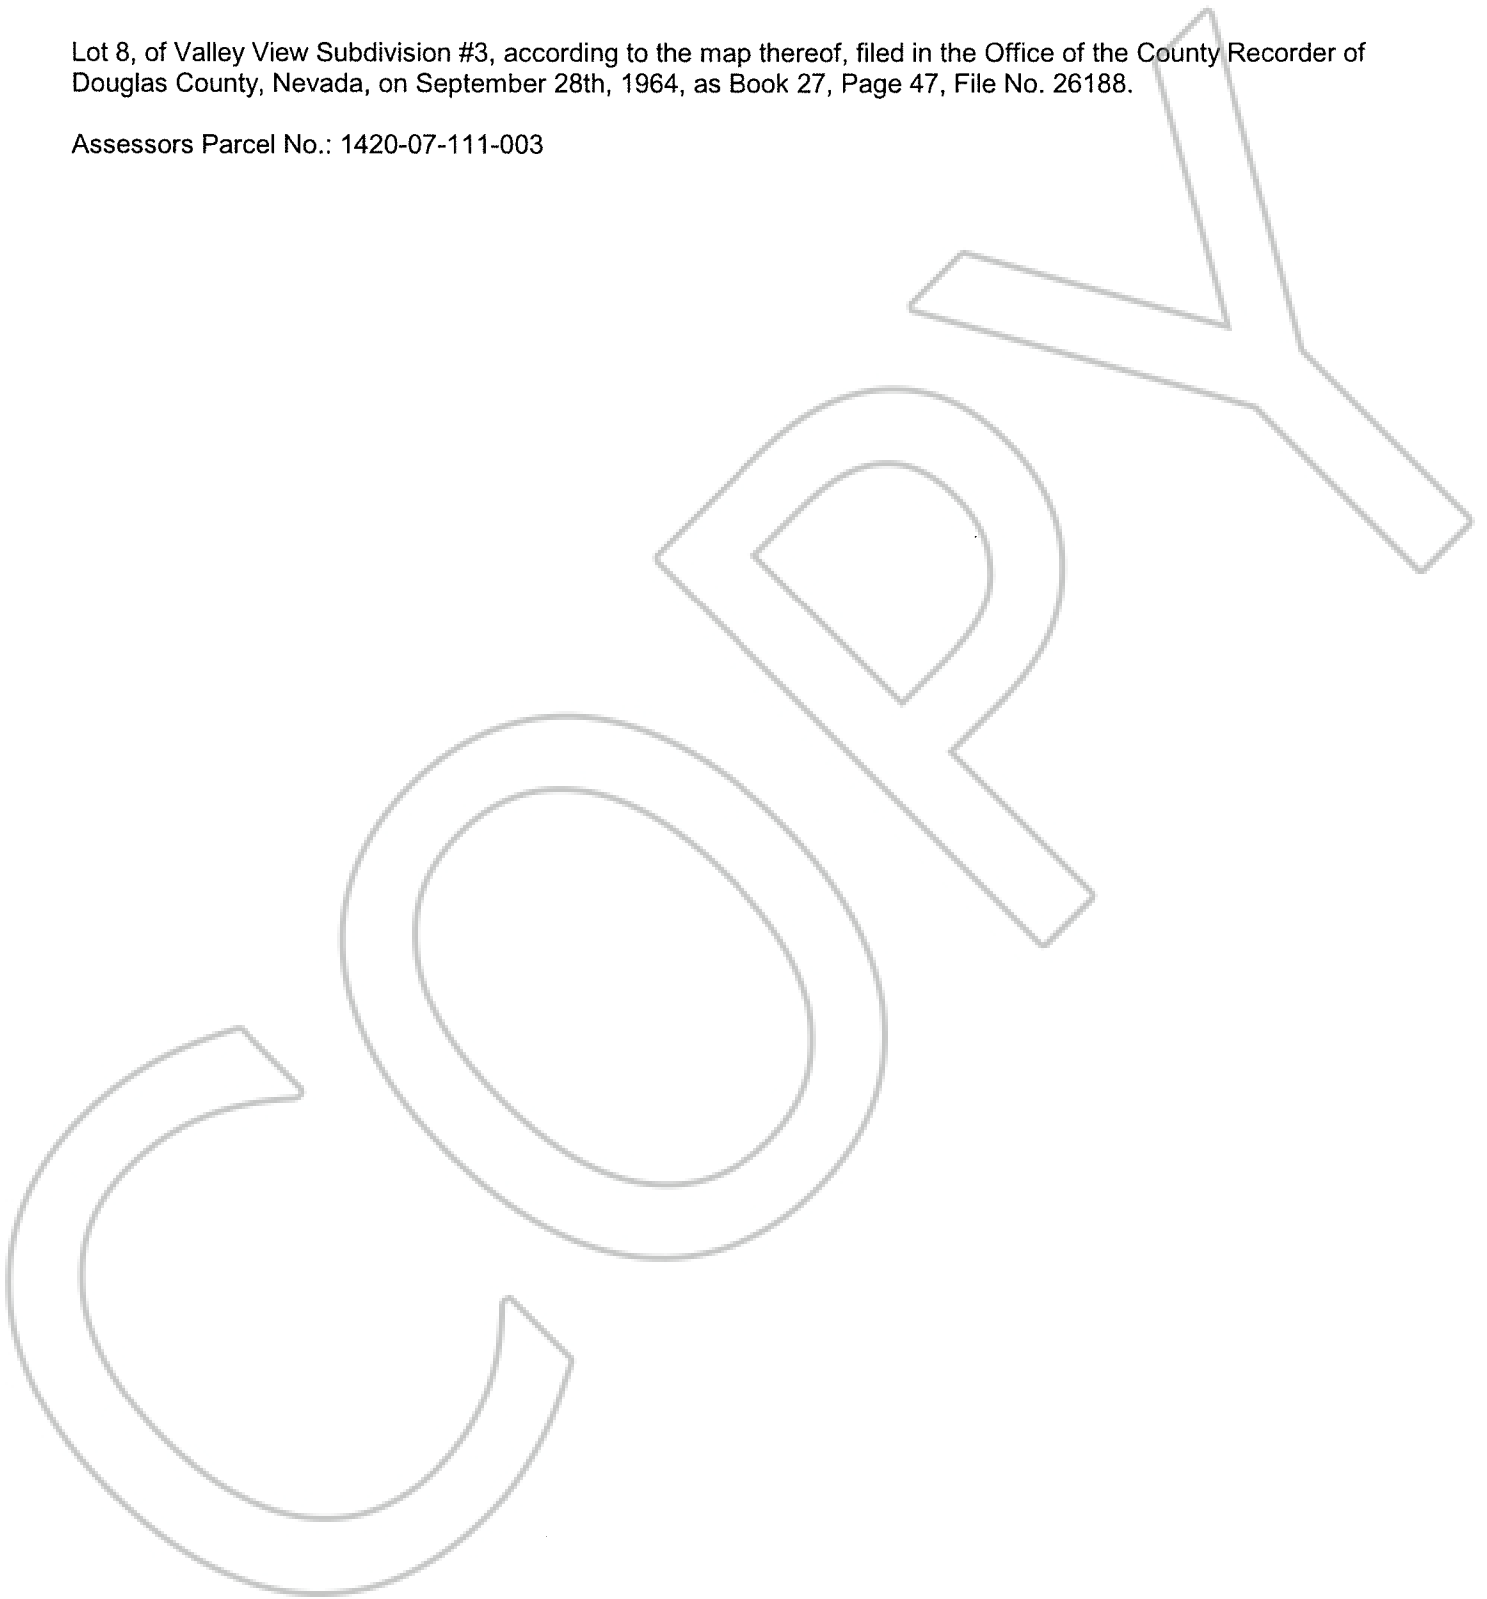 Lot 8, of Valley View Subdivision #3, according to the map thereof, filed in the Office of the County Recorder of
Douglas County, Nevada, on September 28th, 1964, as Book 27, Page 47, File No. 26188.
Assessors Parcel No.: 1420-07-111-003
COPY